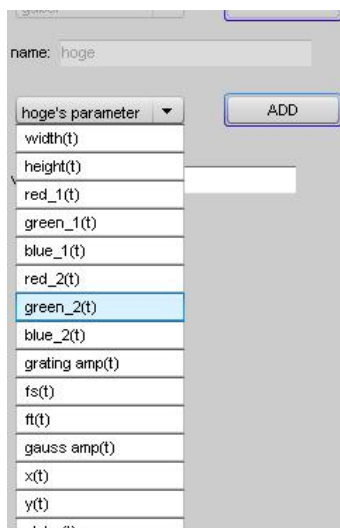 name: hoge
hoge's parameter
ADD
width(t)
height(t)
red_1(t)
green_1(t)
blue_1(t)
red_2(t)
green_2(t)
blue_2(t)
grating amp(t)
fs(t)
ft(t)
gauss amp(t)
x(t)
y(t)